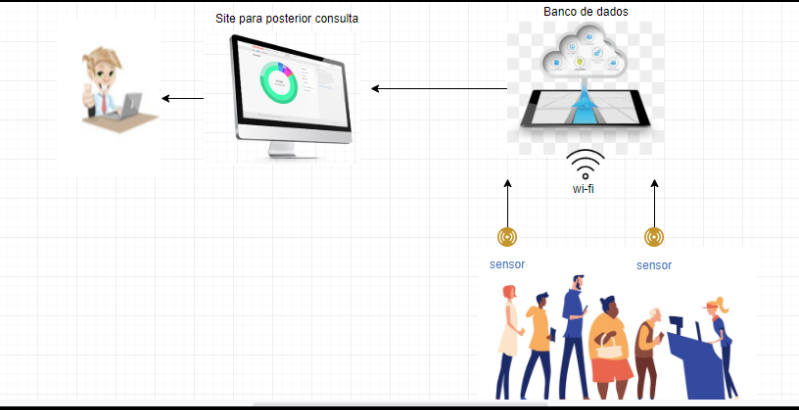 Site para posterior consulta
Banco de dados
wi-fi
sensor
sensor